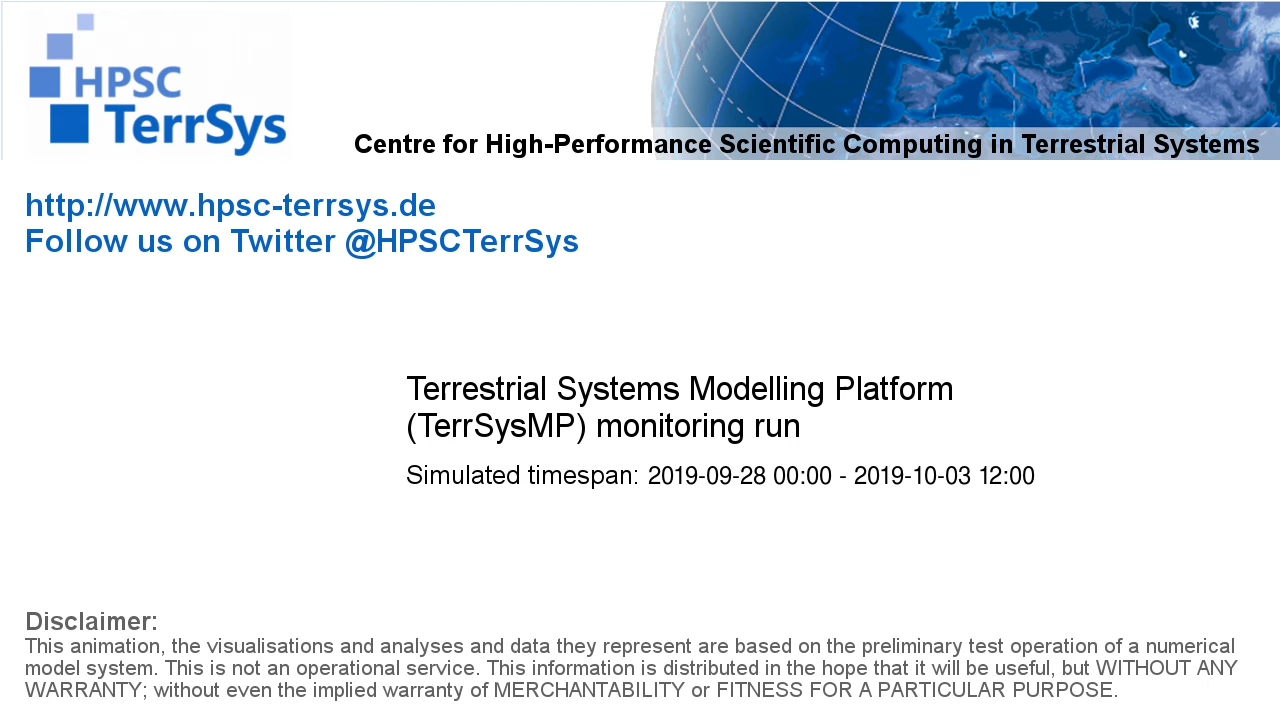 HPSC
TerrSys
Centre for High-Performance Scientific Computing in Terrestrial Systems
http://www.hpsc-terrsys.de
Follow us on Twitter @HPSCTerrSys
Terrestrial Systems Modelling Platform
(TerrSysMP) monitoring run
Simulated timespan: 2019-09-28 00:00 - 2019-10-03 12:00
Disclaimer:
This animation, the visualisations and analyses and data they represent are based on the preliminary test operation of a numerical
model system. This is not an operational service. This information is distributed in the hope that it will be useful, but WITHOUT ANY
WARRANTY; without even the implied warranty of MERCHANTABILITY or FITNESS FOR A PARTICULAR PURPOSE.